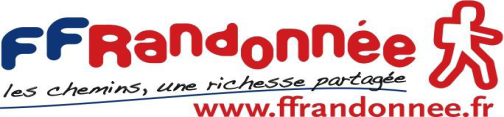 FFRandonnée
les chemins, une richesse partagée
www.ffrandonnee.fr